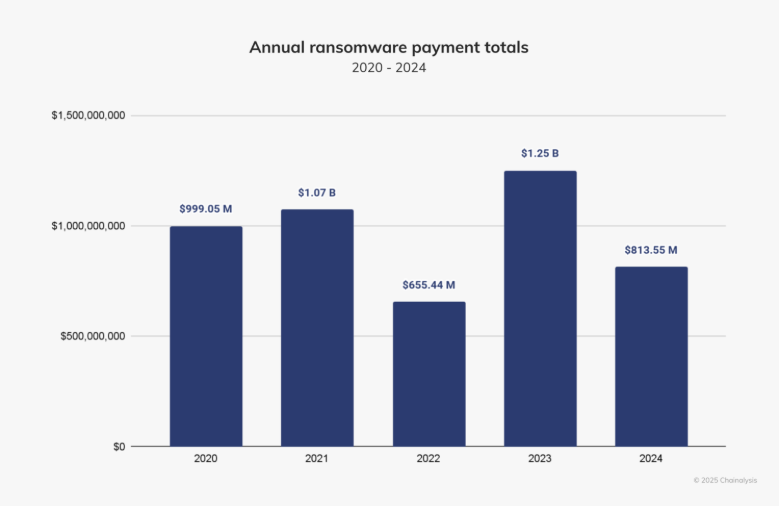 Annual ransomware payment totals
2020 - 2024
$1,500,000,000
$1.25 B
$1.07 B
$999.05 M
$1,000,000,000
$813.55 M
$655.44 M
$500,000,000
$0
2020 2021 2022 2023 2024
© 2025 Chainalysis